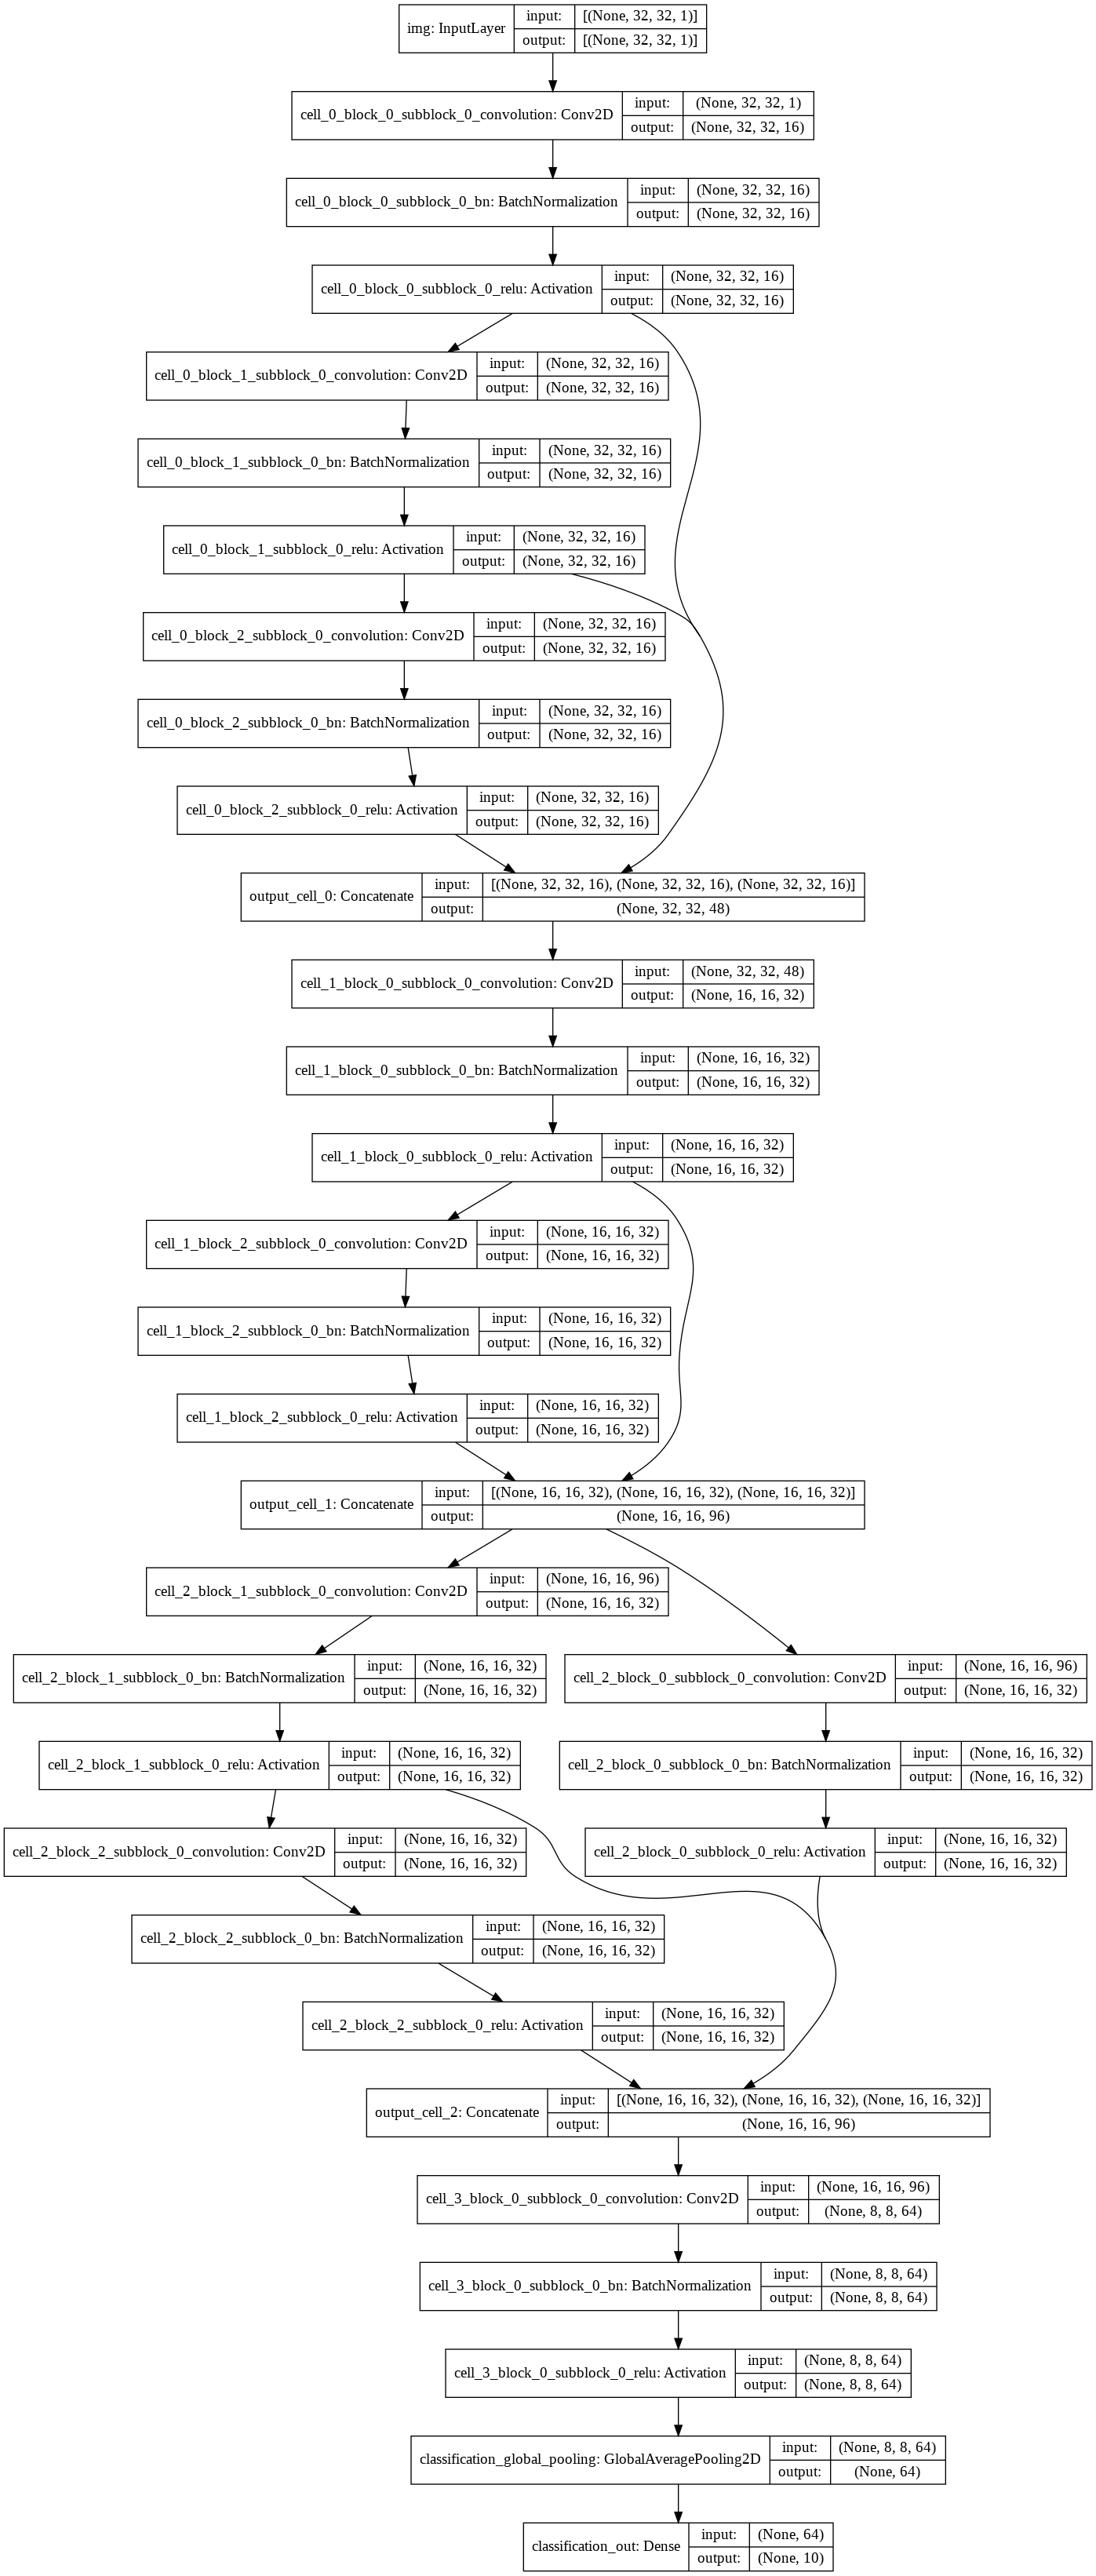 img: InputLayer
input: [(None, 32, 32, 1)]
output: [(None, 32, 32, 1)]
cell_0_block_0_subblock_0_convolution: Conv2D
input: (None, 32, 32, 1)
output: (None, 32, 32, 16)
cell_0_block_0_subblock_0_bn: BatchNormalization
input: (None, 32, 32, 16)
output: (None, 32, 32, 16)
cell_0_block_0_subblock_0_relu: Activation
input: (None, 32, 32, 16)
output: (None, 32, 32, 16)
cell_0_block_1_subblock_0_convolution: Conv2D
input: (None, 32, 32, 16)
output: (None, 32, 32, 16)
cell_0_block_1_subblock_0_bn: BatchNormalization
input: (None, 32, 32, 16)
output: (None, 32, 32, 16)
cell_0_block_1_subblock_0_relu: Activation
input: (None, 32, 32, 16)
output: (None, 32, 32, 16)
cell_0_block_2_subblock_0_convolution: Conv2D
input: (None, 32, 32, 16)
output: (None, 32, 32, 16)
cell_0_block_2_subblock_0_bn: BatchNormalization
input: (None, 32, 32, 16)
output: (None, 32, 32, 16)
cell_0_block_2_subblock_0_relu: Activation
input: (None, 32, 32, 16)
output: (None, 32, 32, 16)
output_cell_0: Concatenate
input: [(None, 32, 32, 16), (None, 32, 32, 16), (None, 32, 32, 16)]
output: (None, 32, 32, 48)
cell_1_block_0_subblock_0_convolution: Conv2D
input: (None, 32, 32, 48)
output: (None, 16, 16, 32)
cell_1_block_0_subblock_0_bn: BatchNormalization
input: (None, 16, 16, 32)
output: (None, 16, 16, 32)
cell_1_block_0_subblock_0_relu: Activation
input: (None, 16, 16, 32)
output: (None, 16, 16, 32)
cell_1_block_2_subblock_0_convolution: Conv2D
input: (None, 16, 16, 32)
output: (None, 16, 16, 32)
cell_1_block_2_subblock_0_bn: BatchNormalization
input: (None, 16, 16, 32)
output: (None, 16, 16, 32)
cell_1_block_2_subblock_0_relu: Activation
input: (None, 16, 16, 32)
output: (None, 16, 16, 32)
output_cell_1: Concatenate
input: [(None, 16, 16, 32), (None, 16, 16, 32), (None, 16, 16, 32)]
output: (None, 16, 16, 96)
cell_2_block_1_subblock_0_convolution: Conv2D
input: (None, 16, 16, 96)
output: (None, 16, 16, 32)
cell_2_block_1_subblock_0_bn: BatchNormalization
input: (None, 16, 16, 32)
output: (None, 16, 16, 32)
cell_2_block_0_subblock_0_convolution: Conv2D
input: (None, 16, 16, 96)
output: (None, 16, 16, 32)
cell_2_block_1_subblock_0_relu: Activation
input: (None, 16, 16, 32)
output: (None, 16, 16, 32)
cell_2_block_0_subblock_0_bn: BatchNormalization
input: (None, 16, 16, 32)
output: (None, 16, 16, 32)
cell_2_block_2_subblock_0_convolution: Conv2D
input: (None, 16, 16, 32)
output: (None, 16, 16, 32)
cell_2_block_0_subblock_0_relu: Activation
input: (None, 16, 16, 32)
output: (None, 16, 16, 32)
cell_2_block_2_subblock_0_bn: BatchNormalization
input: (None, 16, 16, 32)
output: (None, 16, 16, 32)
cell_2_block_2_subblock_0_relu: Activation
input: (None, 16, 16, 32)
output: (None, 16, 16, 32)
output_cell_2: Concatenate
input: [(None, 16, 16, 32), (None, 16, 16, 32), (None, 16, 16, 32)]
output: (None, 16, 16, 96)
cell_3_block_0_subblock_0_convolution: Conv2D
input: (None, 16, 16, 96)
output: (None, 8, 8, 64)
cell_3_block_0_subblock_0_bn: BatchNormalization
input: (None, 8, 8, 64)
output: (None, 8, 8, 64)
cell_3_block_0_subblock_0_relu: Activation
input: (None, 8, 8, 64)
output: (None, 8, 8, 64)
classification_global_pooling: GlobalAveragePooling2D
input: (None, 8, 8, 64)
output: (None, 64)
classification_out: Dense
input: (None, 64)
output: (None, 10)